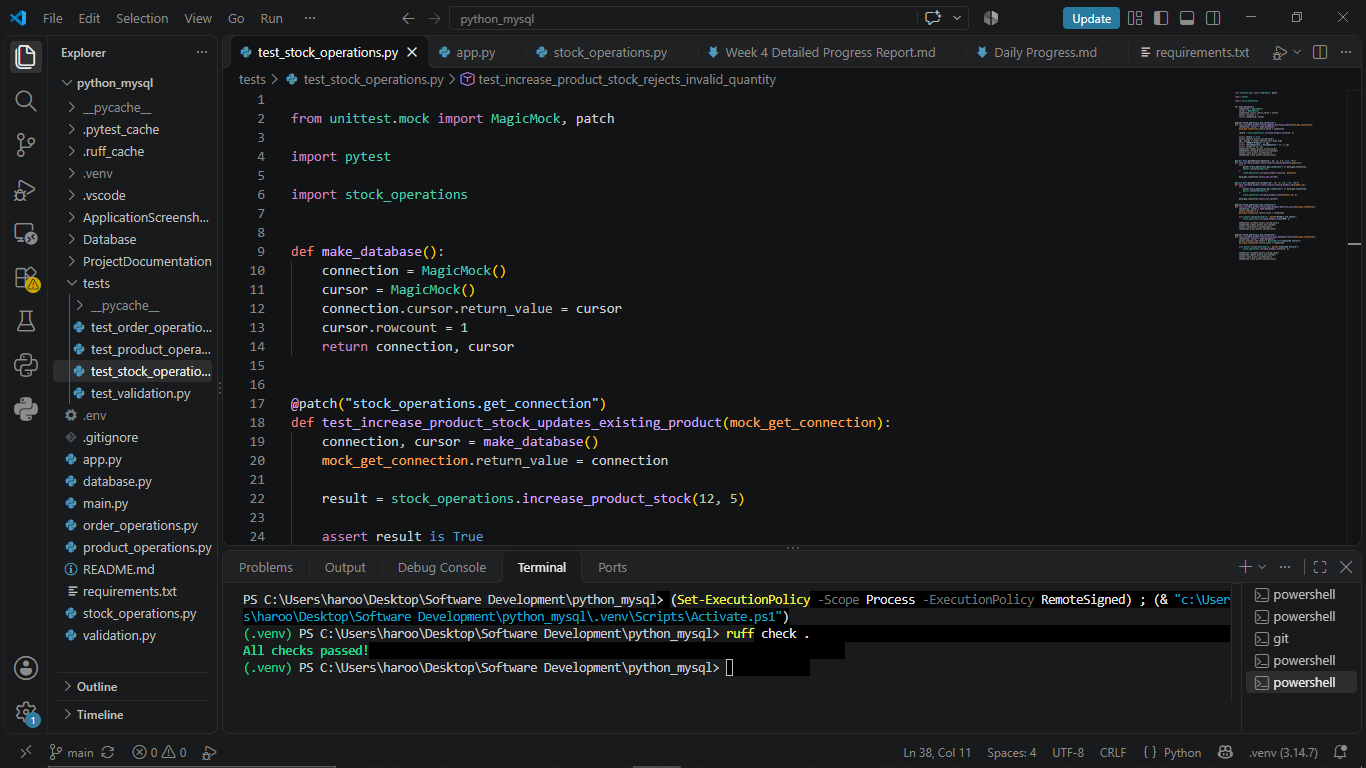 File Edit Selection View Go Run ··· python_mysql Update
Explorer ···
python_mysql
__pycache__
.pytest_cache
.ruff_cache
.venv
.vscode
ApplicationScreensh...
Database
ProjectDocumentation
tests
__pycache__
test_order_operatio...
test_product_opera...
test_stock_operatio...
test_validation.py
.env
.gitignore
app.py
database.py
main.py
order_operations.py
product_operations.py
README.md
requirements.txt
stock_operations.py
validation.py
Outline
Timeline
test_stock_operations.py app.py stock_operations.py Week 4 Detailed Progress Report.md Daily Progress.md requirements.txt ···
tests > test_stock_operations.py > test_increase_product_stock_rejects_invalid_quantity
1
2 from unittest.mock import MagicMock, patch
3
4 import pytest
5
6 import stock_operations
7
8
9 def make_database():
10 connection = MagicMock()
11 cursor = MagicMock()
12 connection.cursor.return_value = cursor
13 cursor.rowcount = 1
14 return connection, cursor
15
16
17 @patch("stock_operations.get_connection")
18 def test_increase_product_stock_updates_existing_product(mock_get_connection):
19 connection, cursor = make_database()
20 mock_get_connection.return_value = connection
21
22 result = stock_operations.increase_product_stock(12, 5)
23
24 assert result is True
Problems Output Debug Console Terminal Ports ···
PS C:\Users\haroo\Desktop\Software Development\python_mysql> (Set-ExecutionPolicy -Scope Process -ExecutionPolicy RemoteSigned) ; (& "c:\User
s\haroo\Desktop\Software Development\python_mysql\.venv\Scripts\Activate.ps1")
(.venv) PS C:\Users\haroo\Desktop\Software Development\python_mysql> ruff check .
All checks passed!
(.venv) PS C:\Users\haroo\Desktop\Software Development\python_mysql>
powershell
powershell
git
powershell
powershell
1
main 0 0 Ln 38, Col 11 Spaces: 4 UTF-8 CRLF { } Python .venv (3.14.7)